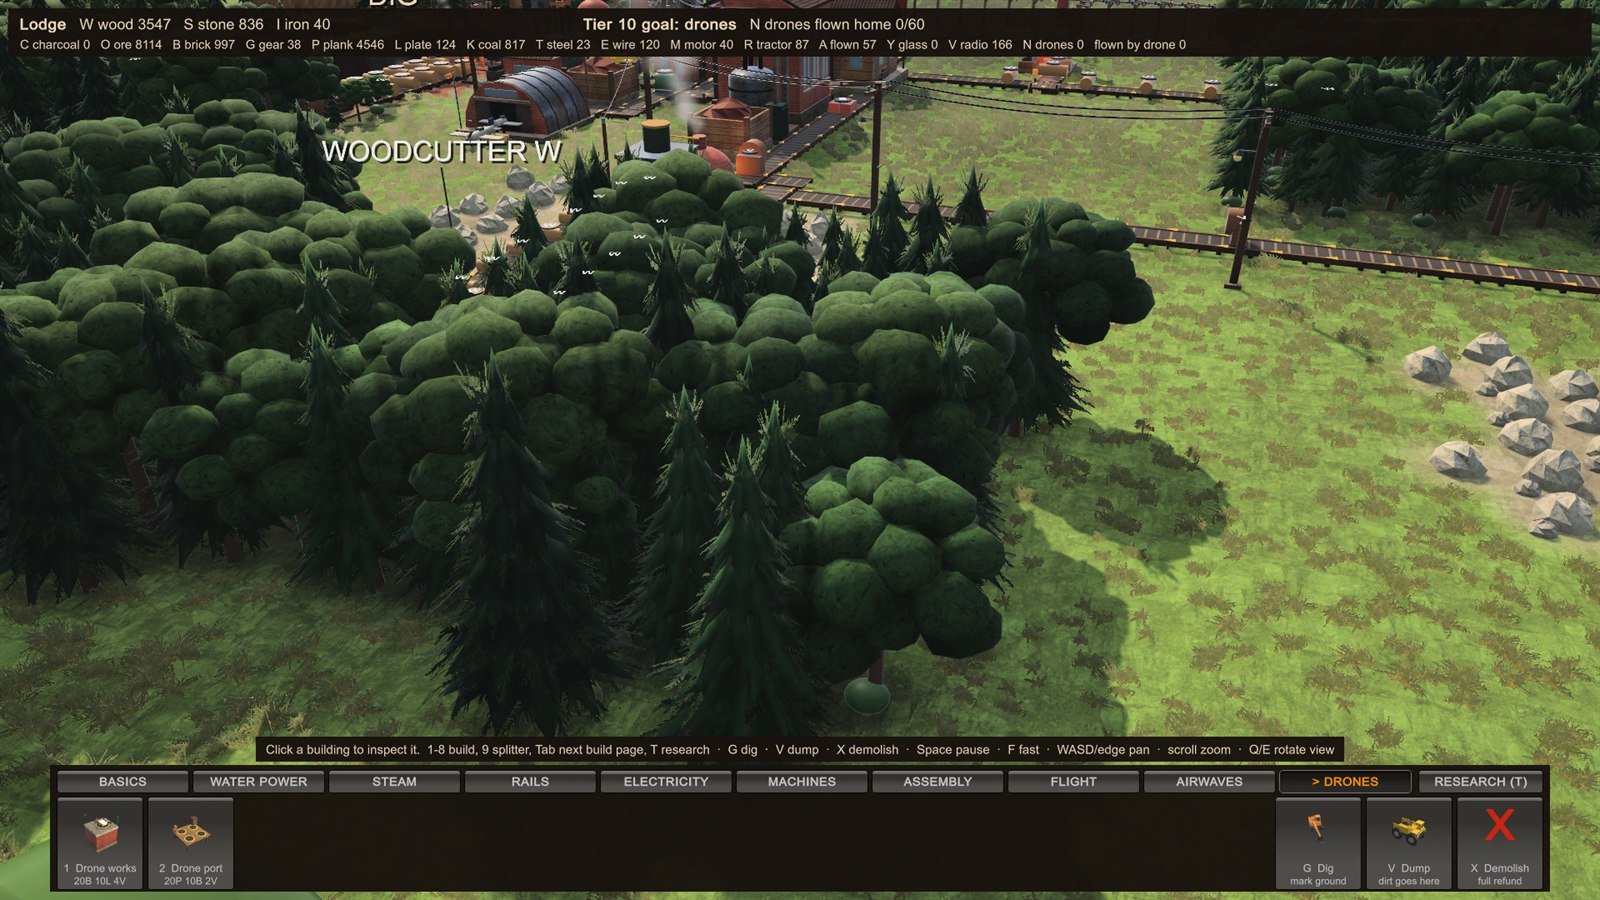 DIG
Lodge W wood 3547 S stone 836 I iron 40
Tier 10 goal: drones N drones flown home 0/60
C charcoal 0 O ore 8114 B brick 997 G gear 38 P plank 4546 L plate 124 K coal 817 T steel 23 E wire 120 M motor 40 R tractor 87 A flown 57 Y glass 0 V radio 166 N drones 0 flown by drone 0
WOODCUTTER W
Click a building to inspect it. 1-8 build, 9 splitter, Tab next build page, T research · G dig · V dump · X demolish · Space pause · F fast · WASD/edge pan · scroll zoom · Q/E rotate view
BASICS
WATER POWER
STEAM
RAILS
ELECTRICITY
MACHINES
ASSEMBLY
FLIGHT
AIRWAVES
> DRONES
RESEARCH (T)
1 Drone works
20B 10L 4V
2 Drone port
20P 10B 2V
G Dig
mark ground
V Dump
dirt goes here
X Demolish
full refund